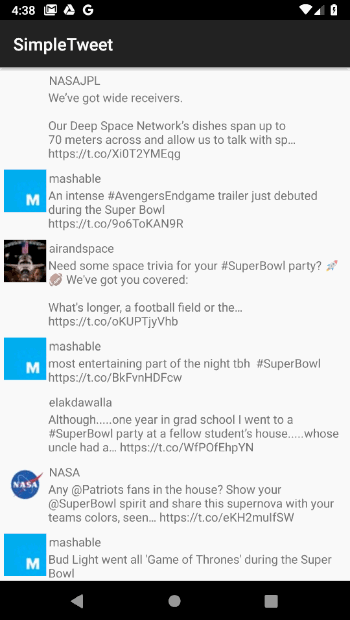 4:38
SimpleTweet
NASAJPL
We've got wide receivers.
Our Deep Space Network's dishes span up to
70 meters across and allow us to talk with sp…
https://t.co/Xi0T2YMEqg
M
mashable
An intense #AvengersEndgame trailer just debuted
during the Super Bowl
https://t.co/9o6ToKAN9R
airandspace
Need some space trivia for your #SuperBowl party? 🚀
🏈 We've got you covered:
What's longer, a football field or the…
https://t.co/oKUPTjyVhb
M
mashable
most entertaining part of the night tbh  #SuperBowl
https://t.co/BkFvnHDFcw
elakdawalla
Although.....one year in grad school I went to a
#SuperBowl party at a fellow student's house.....whose
uncle had a… https://t.co/WfPOfEhpYN
NASA
NASA
Any @Patriots fans in the house? Show your
@SuperBowl spirit and share this supernova with your
teams colors, seen… https://t.co/eKH2mulfSW
M
mashable
Bud Light went all 'Game of Thrones' during the Super
Bowl